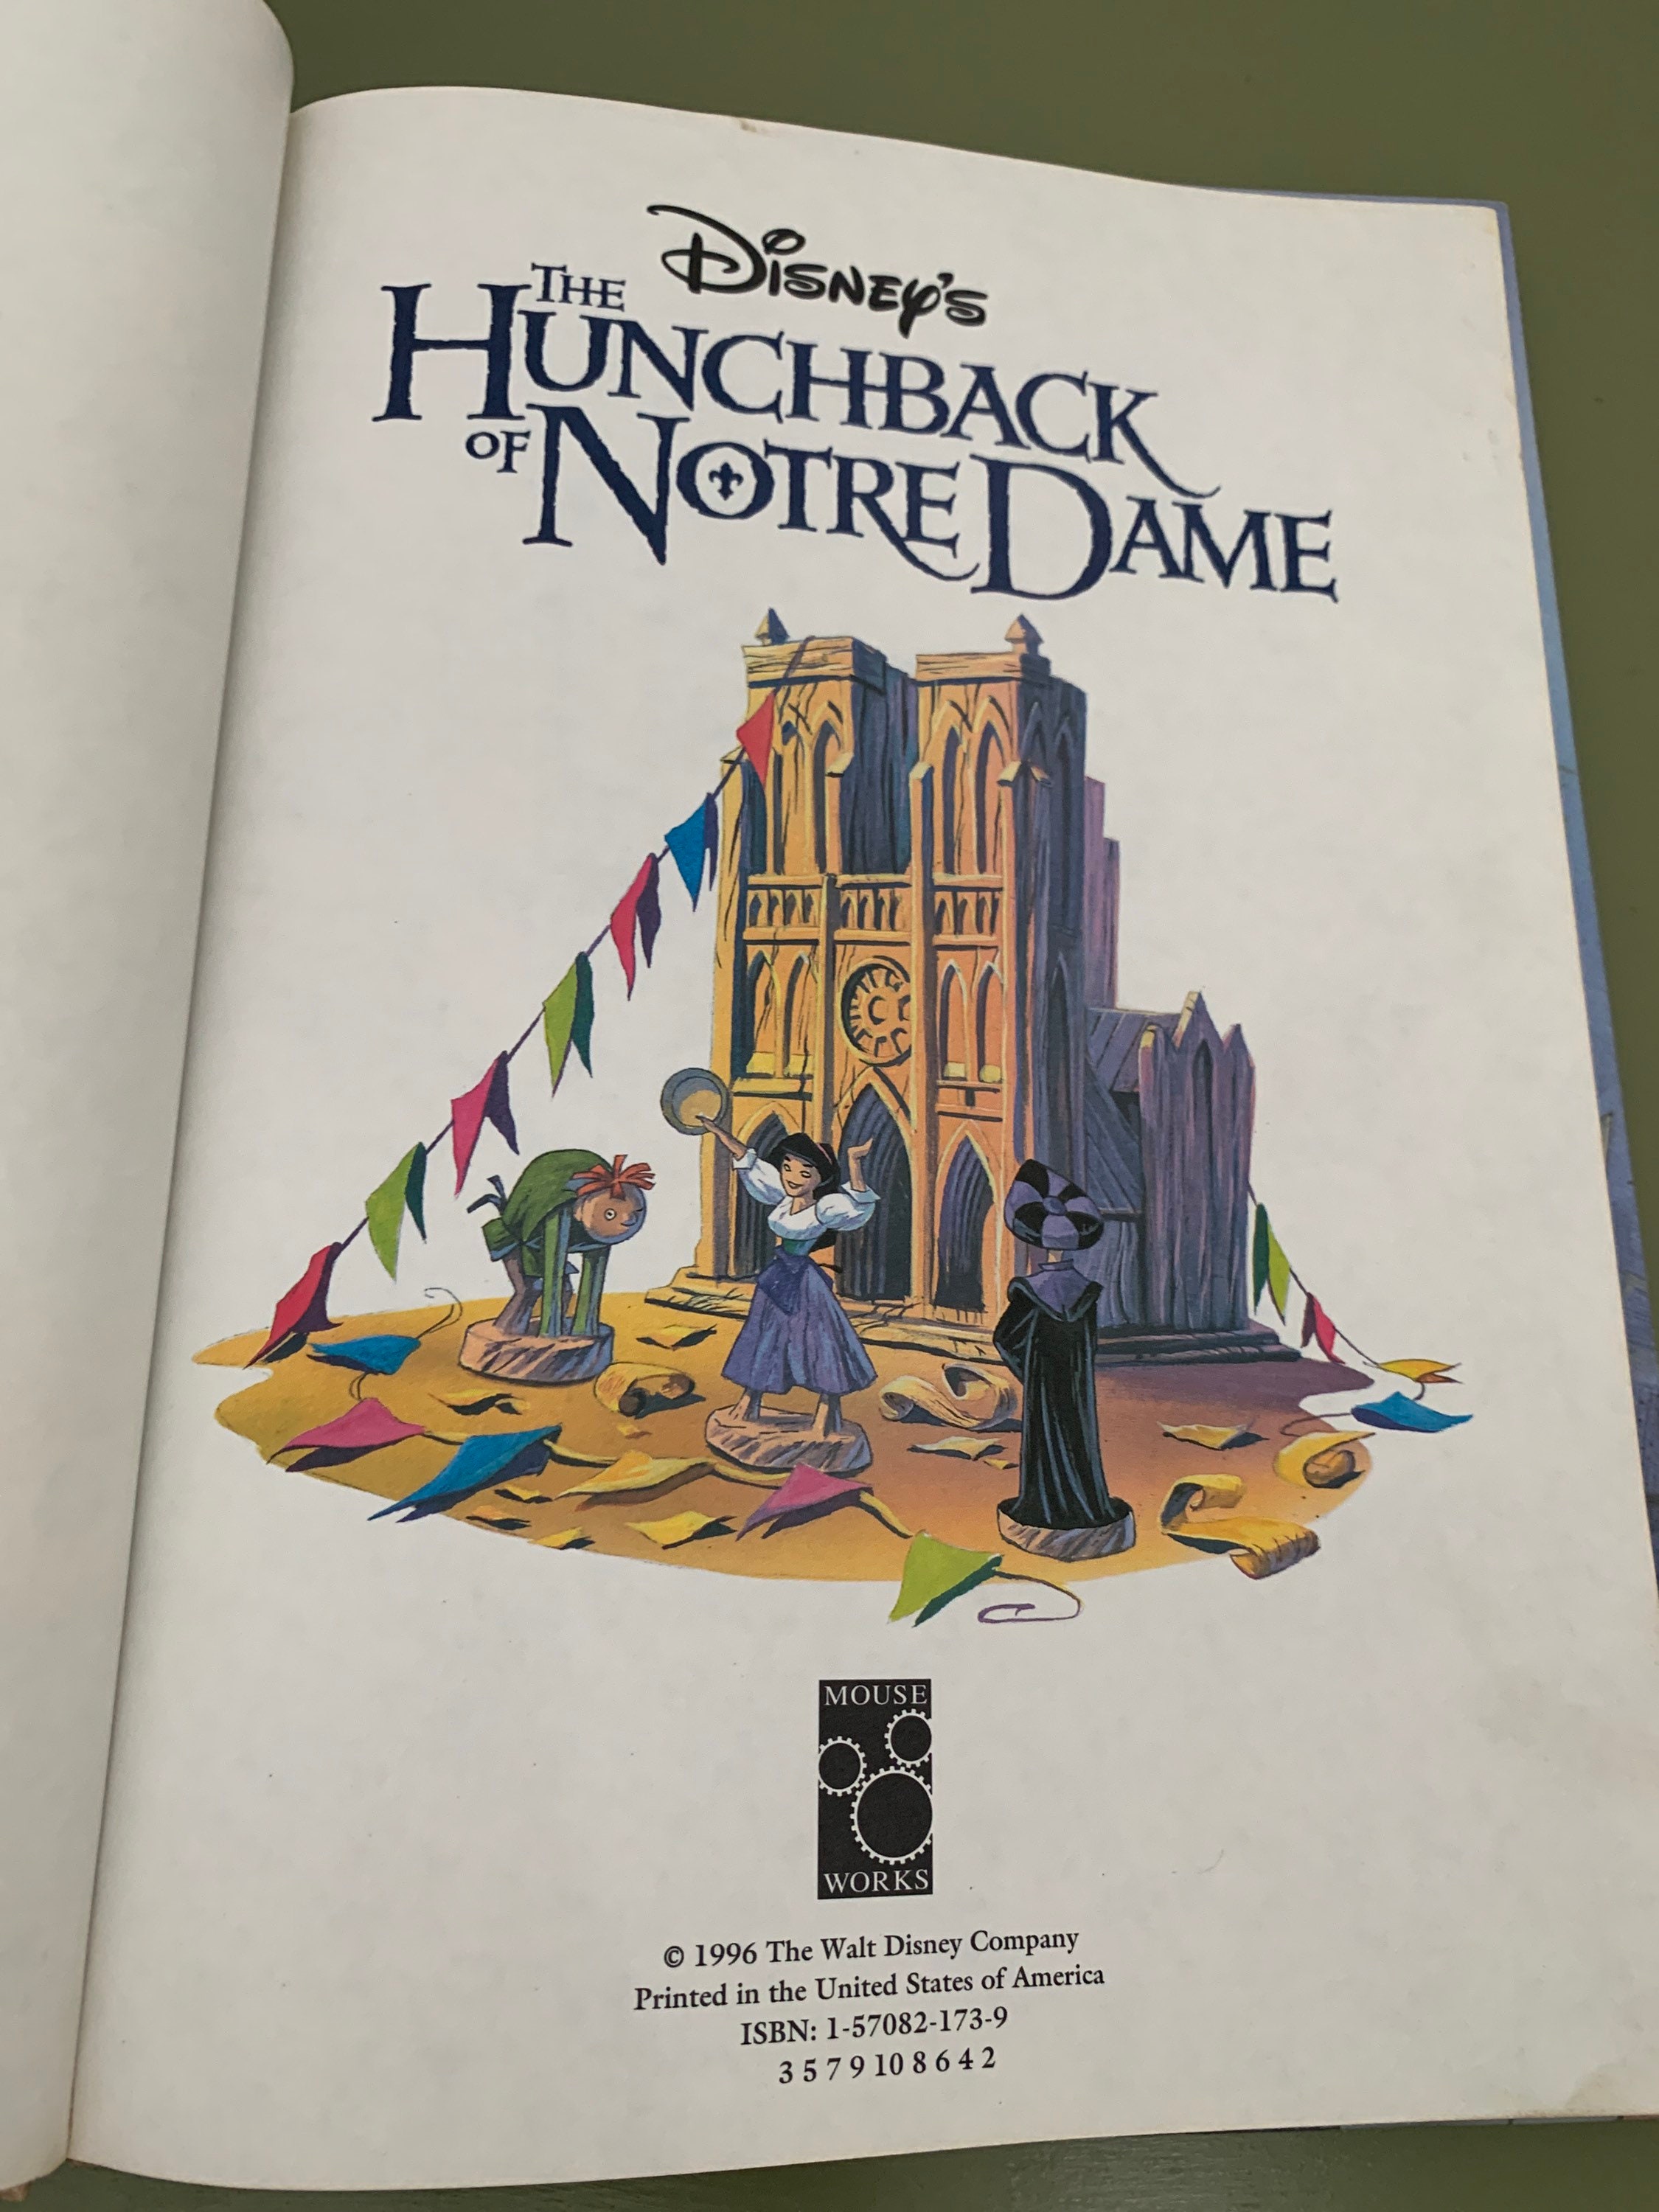 Disney's
The
Hunchback
of Notre Dame
MOUSE
WORKS
© 1996 The Walt Disney Company
Printed in the United States of America
ISBN: 1-57082-173-9
3 5 7 9 10 8 6 4 2